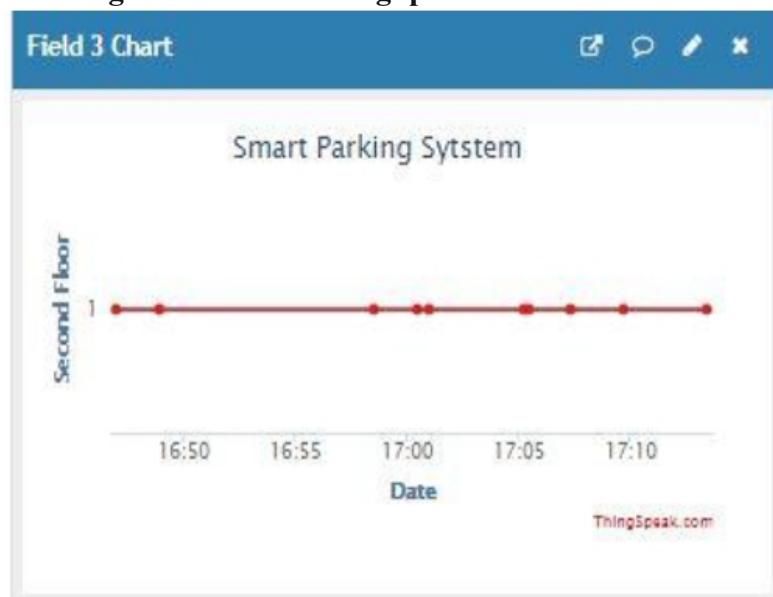 Field 3 Chart
Smart Parking Sytstem
Second Floor
1
16:50 16:55 17:00 17:05 17:10
Date
ThingSpeak.com